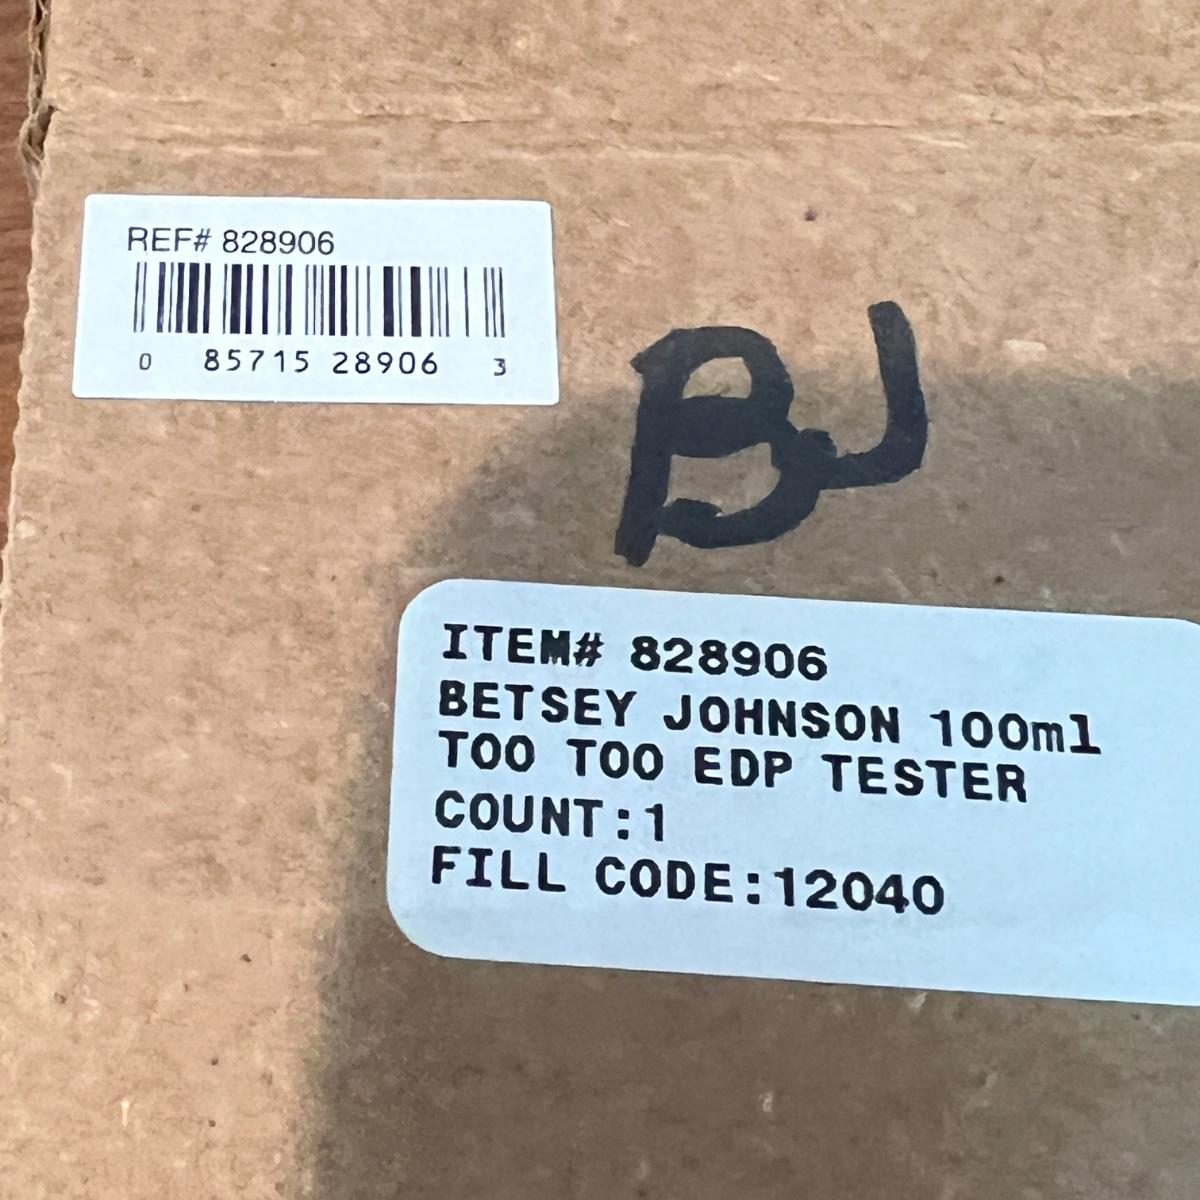 REF# 828906
0 85715 28906 3
BJ
ITEM# 828906
BETSEY JOHNSON 100ml
TOO TOO EDP TESTER
COUNT:1
FILL CODE:12040